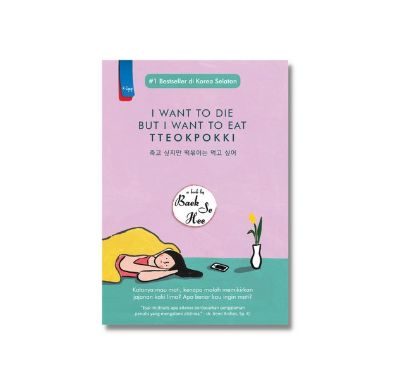 #1 Bestseller di Korea Selatan
I WANT TO DIE
BUT I WANT TO EAT
TTEOKPOKKI
죽고 싶지만 떡볶이는 먹고 싶어
a book by
Baek Se
Hee
Katanya mau mati, kenapa malah memikirkan
jajanan kaki lima? Apa benar kau ingin mati?